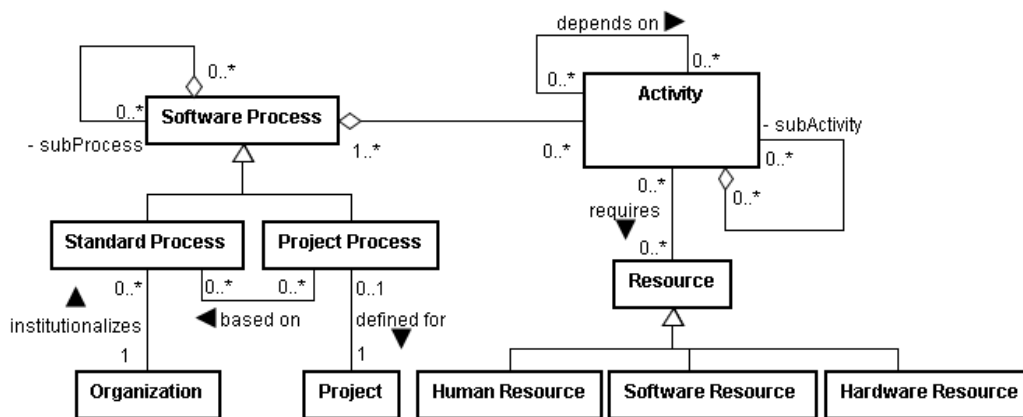 depends on
0..*
0..*
0..*
Activity
0..*
Software Process
- subProcess
1..*
0..*
- subActivity
0..*
0..*
0..*
requires
0..*
Standard Process
Project Process
Resource
0..*
0..*
0..*
0..1
institutionalizes
based on
defined for
1
1
Organization
Project
Human Resource
Software Resource
Hardware Resource